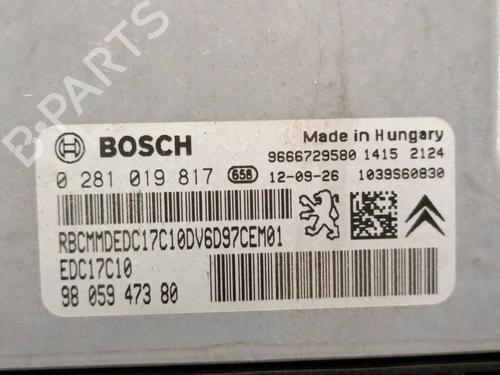 B-PARTS
BOSCH
Made in Hungary
9666729580 1415 2124
0 281 019 817 658 12-09-26 1039S60830
RBCMMDEDC17C10DV6D97CEM01
EDC17C10
98 059 473 80